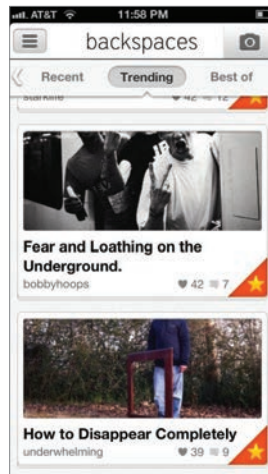 AT&T 11:58 PM
backspaces
Recent Trending Best of
42 12
Fear and Loathing on the
Underground.
bobbyhoops 42 7
How to Disappear Completely
underwhelming 39 9